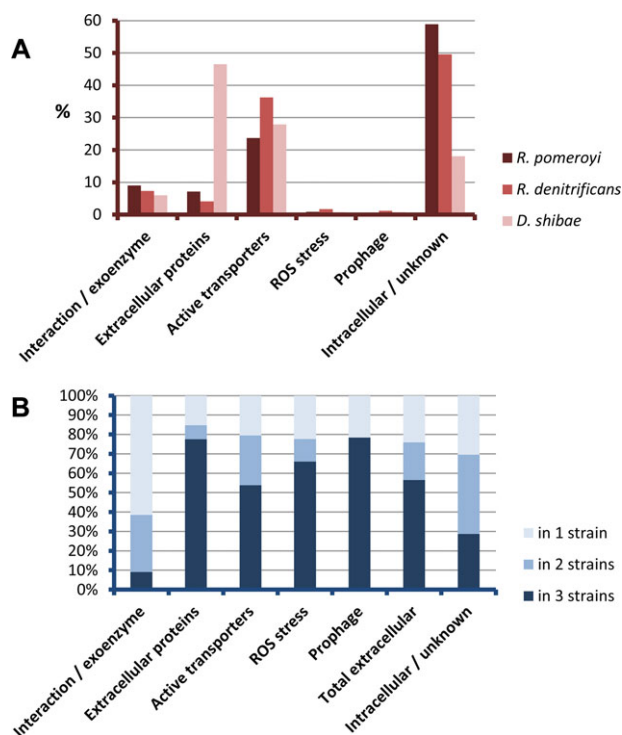 A
%
60
50
40
30
20
10
0
Interaction / exoenzyme
Extracellular proteins
Active transporters
ROS stress
Prophage
Intracellular / unknown
R. pomeroyi
R. denitrificans
D. shibae
B
100%
90%
80%
70%
60%
50%
40%
30%
20%
10%
0%
Interaction / exoenzyme
Extracellular proteins
Active transporters
ROS stress
Prophage
Total extracellular
Intracellular / unknown
in 1 strain
in 2 strains
in 3 strains